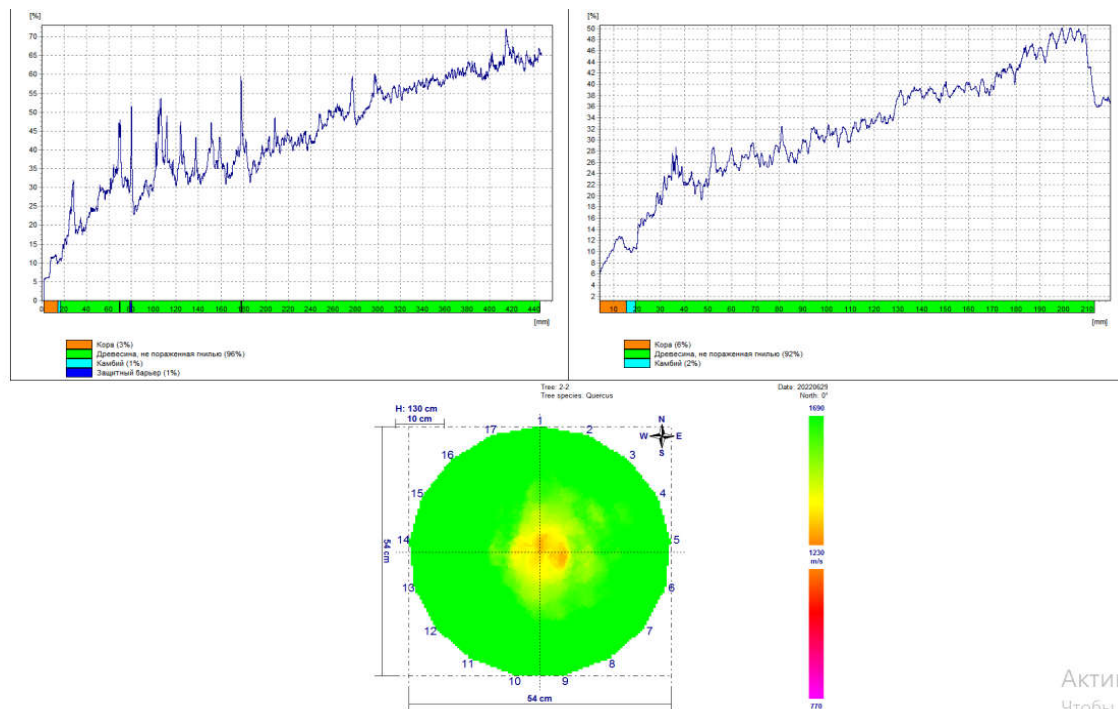 [%]
70
65
60
55
50
45
40
35
30
25
20
15
10
5
0
20 40 60 80 100 120 140 160 180 200 220 240 260 280 300 320 340 360 380 400 420 440
[mm]
Кора (3%)
Древесина, не пораженная гнилью (96%)
Камбий (1%)
Защитный барьер (1%)
[%]
50
48
46
44
42
40
38
36
34
32
30
28
26
24
22
20
18
16
14
12
10
8
6
4
2
10 20 30 40 50 60 70 80 90 100 110 120 130 140 150 160 170 180 190 200 210
[mm]
Кора (6%)
Древесина, не пораженная гнилью (92%)
Камбий (2%)
Tree: 2-2
Tree species: Quercus
Date: 20220629
North: 0°
H: 130 cm
10 cm
1
2
3
4
5
6
7
8
9
10
11
12
13
14
15
16
17
N
W E
S
54 cm
54 cm
1690
1230
m/s
770
Акти
Чтобы